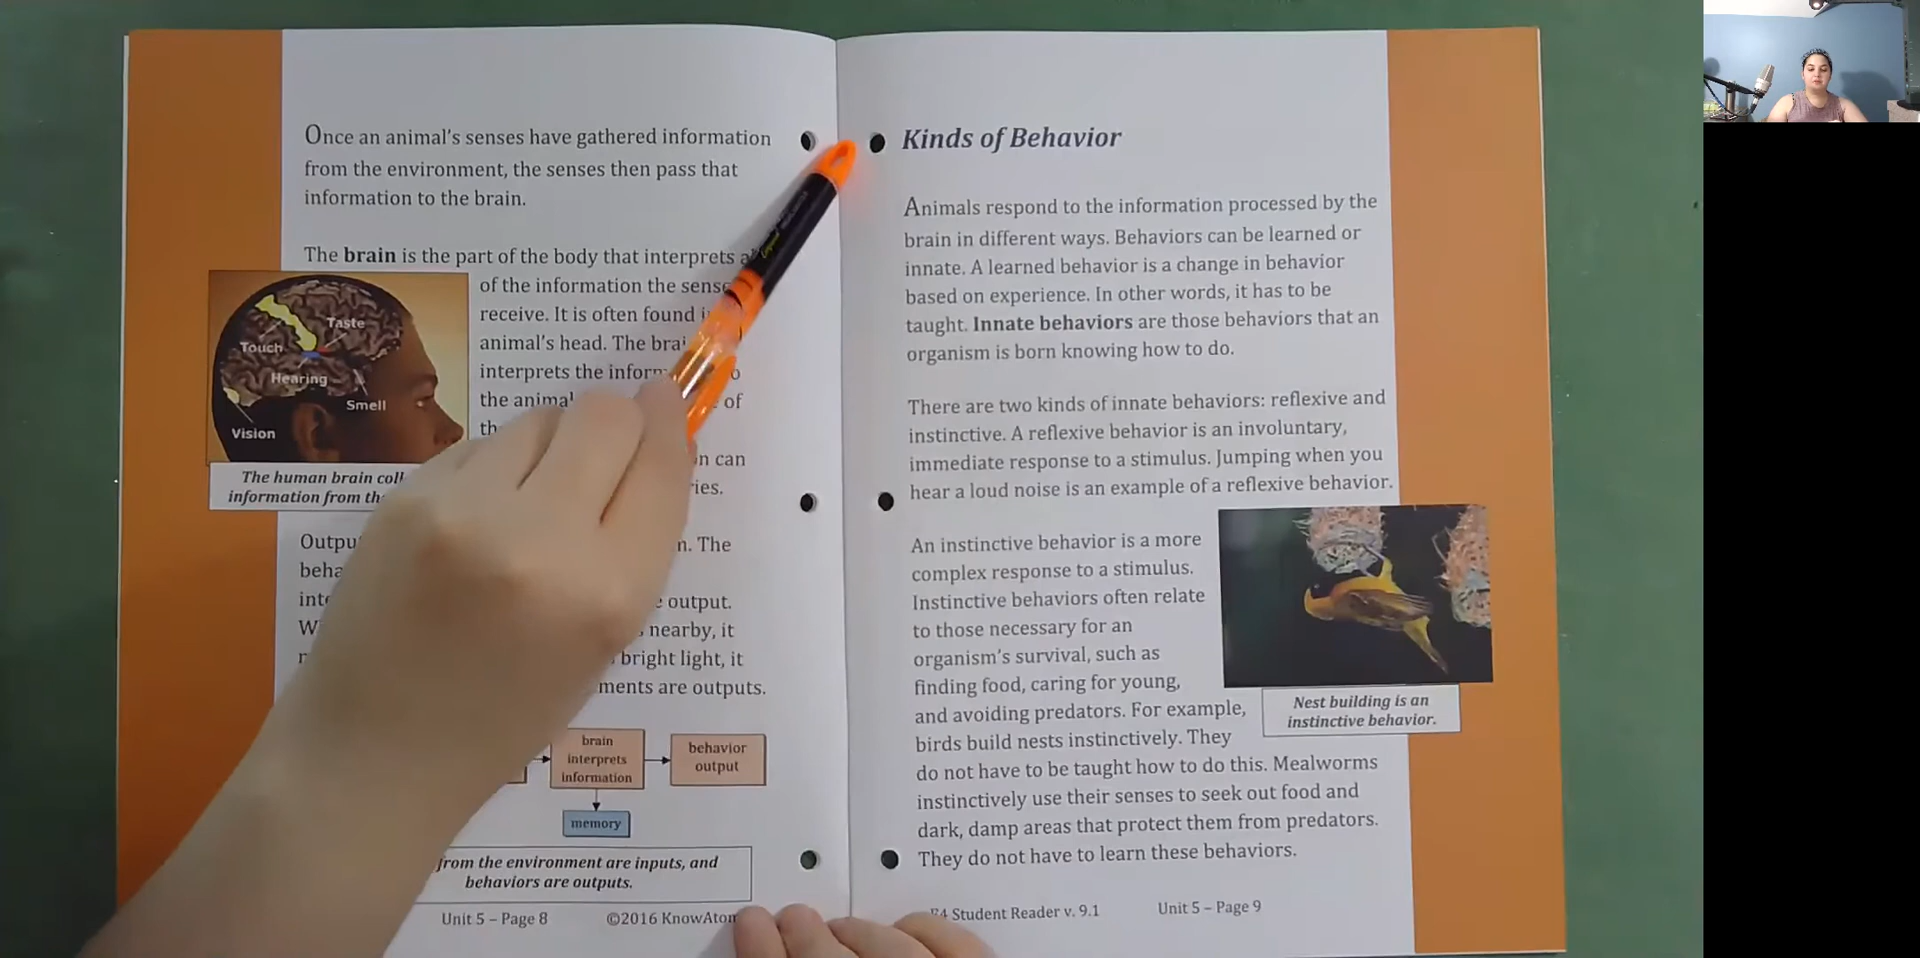 Once an animal's senses have gathered information
from the environment, the senses then pass that
information to the brain.
The brain is the part of the body that interprets
of the information the
receive. It is often found
animal's head. The
interprets the
the
of
can
Touch
Taste
Hearing
Smell
Vision
The human brain
information from
The
output.
nearby, it
bright light, it
are outputs.
brain
interprets
information
behavior
output
memory
from the environment are inputs, and
behaviors are outputs.
Unit 5 – Page 8 ©2016
Kinds of Behavior
Animals respond to the information processed by the
brain in different ways. Behaviors can be learned or
innate. A learned behavior is a change in behavior
based on experience. In other words, it has to be
taught. Innate behaviors are those behaviors that an
organism is born knowing how to do.
There are two kinds of innate behaviors: reflexive and
instinctive. A reflexive behavior is an involuntary,
immediate response to a stimulus. Jumping when you
hear a loud noise is an example of a reflexive behavior.
An instinctive behavior is a more
complex response to a stimulus.
Instinctive behaviors often relate
to those necessary for an
organism's survival, such as
finding food, caring for young,
and avoiding predators. For example,
birds build nests instinctively. They
do not have to be taught how to do this. Mealworms
instinctively use their senses to seek out food and
dark, damp areas that protect them from predators.
They do not have to learn these behaviors.
Nest building is an
instinctive behavior.
Student Reader v. 9.1 Unit 5 – Page 9